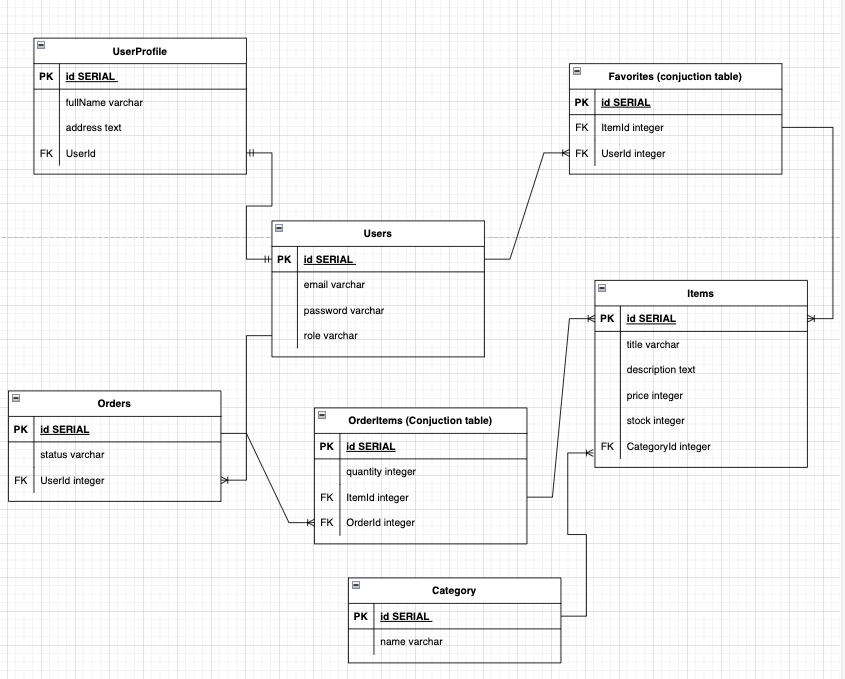 UserProfile
PK id SERIAL
fullName varchar
address text
FK UserId
Favorites (conjuction table)
PK id SERIAL
FK ItemId integer
FK UserId integer
Users
PK id SERIAL
email varchar
password varchar
role varchar
Items
PK id SERIAL
title varchar
description text
price integer
stock integer
FK CategoryId integer
Orders
PK id SERIAL
status varchar
FK UserId integer
OrderItems (Conjuction table)
PK id SERIAL
quantity integer
FK ItemId integer
FK OrderId integer
Category
PK id SERIAL
name varchar